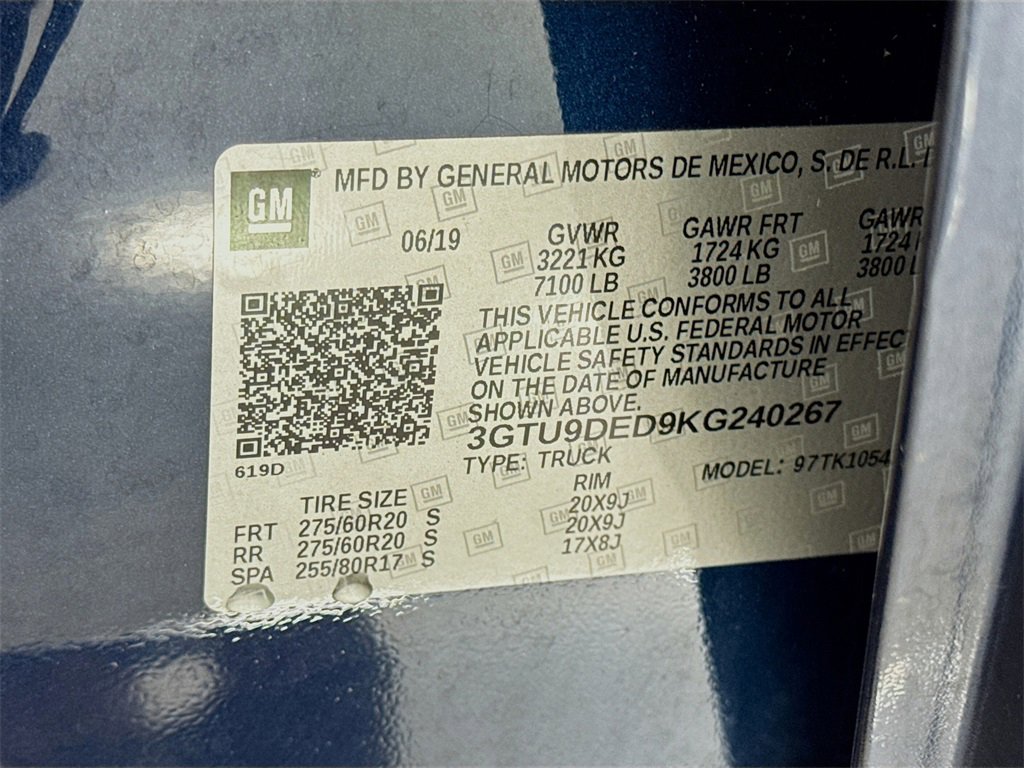 GM
MFD BY GENERAL MOTORS DE MEXICO, S. DE R.L.
06/19
GVWR GAWR FRT GAWR
3221 KG 1724 KG 1724
7100 LB 3800 LB 3800 L
THIS VEHICLE CONFORMS TO ALL
APPLICABLE U.S. FEDERAL MOTOR
VEHICLE SAFETY STANDARDS IN EFFEC
ON THE DATE OF MANUFACTURE
SHOWN ABOVE.
3GTU9DED9KG240267
619D
TYPE: TRUCK MODEL: 97TK1054
TIRE SIZE RIM
FRT 275/60R20 S 20X9J
RR 275/60R20 S 20X9J
SPA 255/80R17 S 17X8J